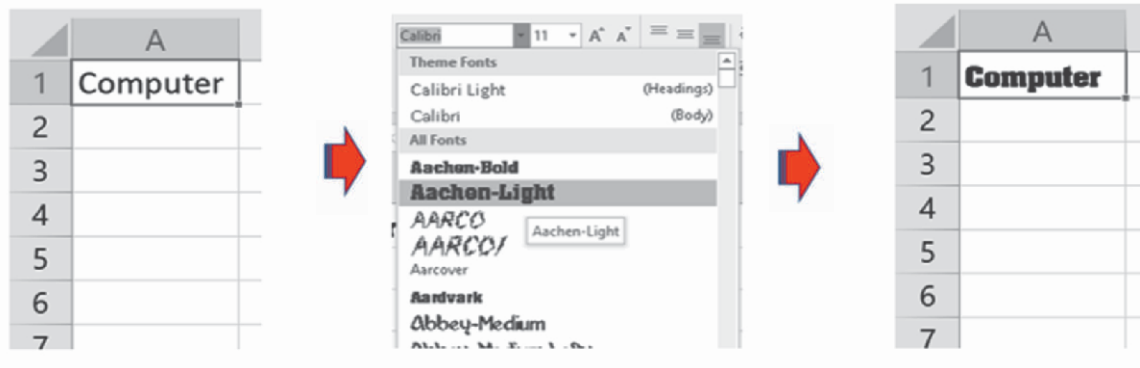 A
1 Computer
2
3
4
5
6
7
Calibri 11 A A
Theme Fonts
Calibri Light (Headings)
Calibri (Body)
All Fonts
Aachen-Bold
Aachen-Light
AARCO
Aachen-Light
AARCO/
Aarcover
Aardvark
Abbey-Medium
A
1 Computer
2
3
4
5
6
7